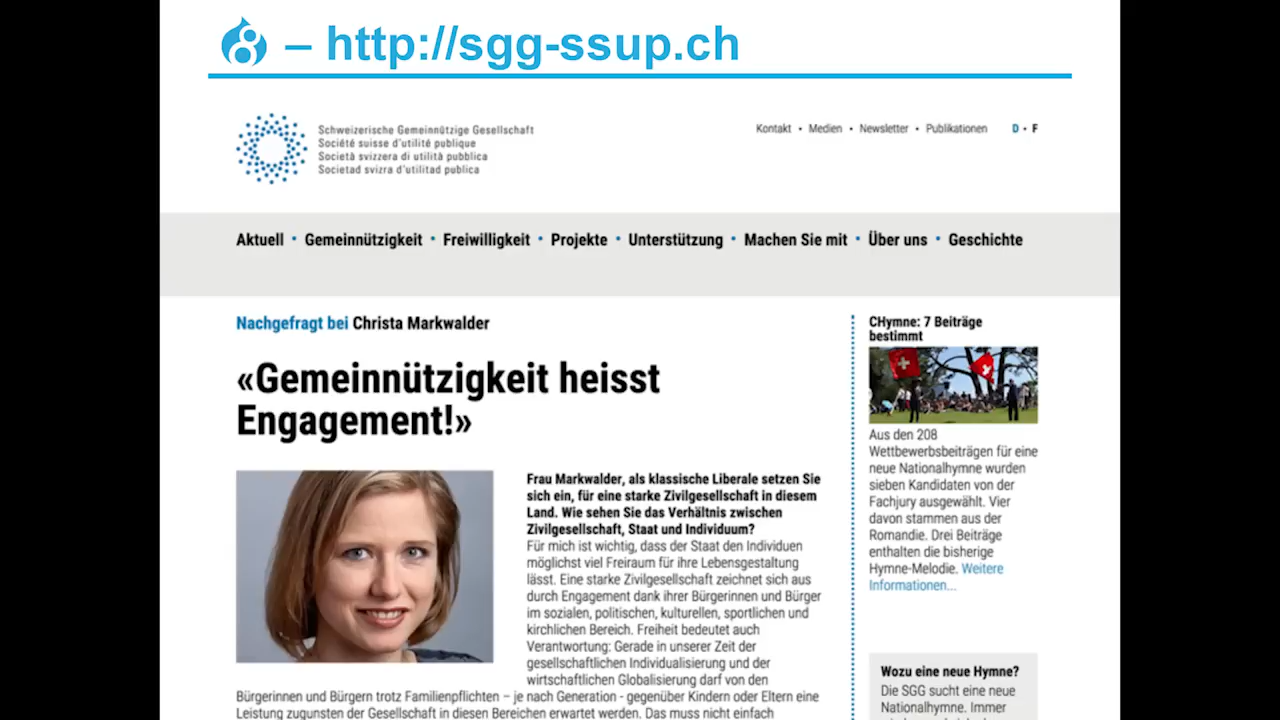 – http://sgg-ssup.ch
Schweizerische Gemeinnützige Gesellschaft
Société suisse d'utilité publique
Società svizzera di utilità pubblica
Societad svizra d'utilitad publica
Kontakt • Medien • Newsletter • Publikationen D • F
Aktuell • Gemeinnützigkeit • Freiwilligkeit • Projekte • Unterstützung • Machen Sie mit • Über uns • Geschichte
Nachgefragt bei Christa Markwalder
«Gemeinnützigkeit heisst
Engagement!»
Frau Markwalder, als klassische Liberale setzen Sie
sich ein, für eine starke Zivilgesellschaft in diesem
Land. Wie sehen Sie das Verhältnis zwischen
Zivilgesellschaft, Staat und Individuum?
Für mich ist wichtig, dass der Staat den Individuen
möglichst viel Freiraum für ihre Lebensgestaltung
lässt. Eine starke Zivilgesellschaft zeichnet sich aus
durch Engagement dank ihrer Bürgerinnen und Bürger
im sozialen, politischen, kulturellen, sportlichen und
kirchlichen Bereich. Freiheit bedeutet auch
Verantwortung: Gerade in unserer Zeit der
gesellschaftlichen Individualisierung und der
wirtschaftlichen Globalisierung darf von den
Bürgerinnen und Bürgern trotz Familienpflichten – je nach Generation - gegenüber Kindern oder Eltern eine
Leistung zugunsten der Gesellschaft in diesen Bereichen erwartet werden. Das muss nicht einfach
CHymne: 7 Beiträge
bestimmt
Aus den 208
Wettbewerbsbeiträgen für eine
neue Nationalhymne wurden
sieben Kandidaten von der
Fachjury ausgewählt. Vier
davon stammen aus der
Romandie. Drei Beiträge
enthalten die bisherige
Hymne-Melodie. Weitere
Informationen...
Wozu eine neue Hymne?
Die SGG sucht eine neue
Nationalhymne. Immer